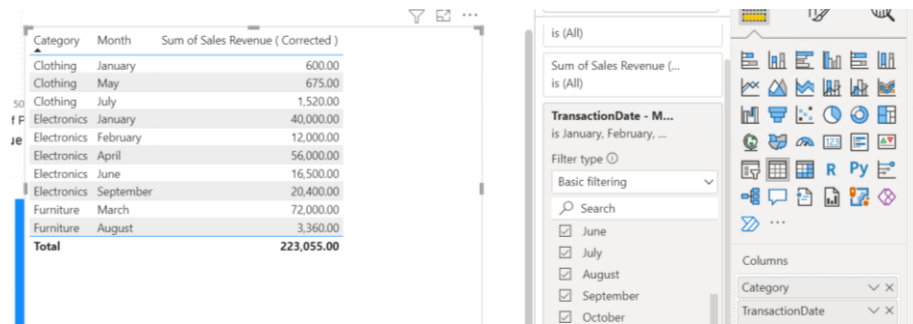 Category Month Sum of Sales Revenue ( Corrected )
Clothing January 600.00
Clothing May 675.00
Clothing July 1,520.00
Electronics January 40,000.00
Electronics February 12,000.00
Electronics April 56,000.00
Electronics June 16,500.00
Electronics September 20,400.00
Furniture March 72,000.00
Furniture August 3,360.00
Total 223,055.00
50
f P
ue
is (All)
Sum of Sales Revenue (...
is (All)
TransactionDate - M...
is January, February, ...
Filter type
Basic filtering
Search
June
July
August
September
October
123
R Py
...
Columns
Category
TransactionDate